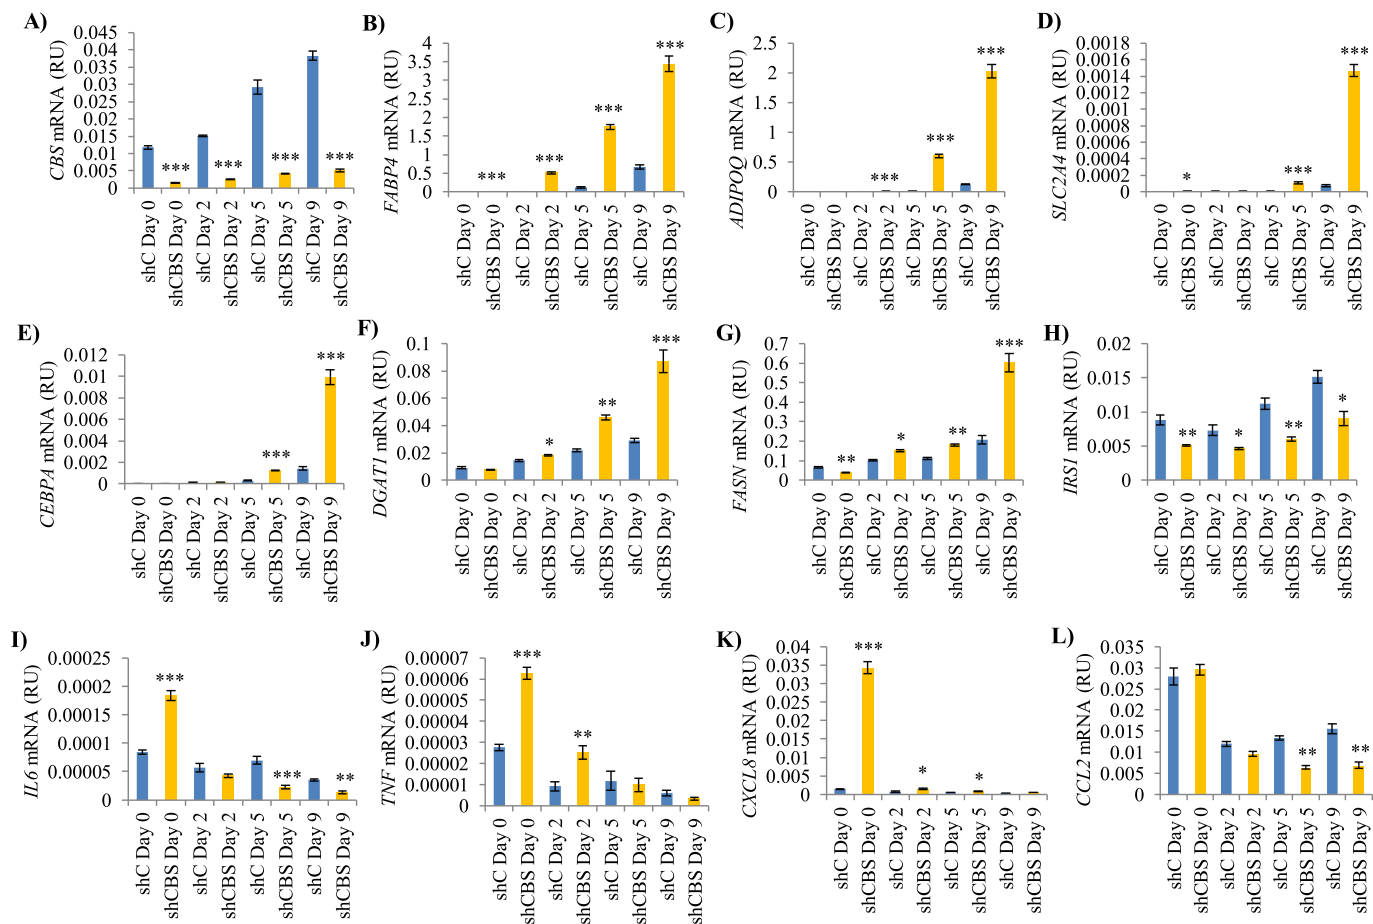 A)
CBS mRNA (RU)
0.045
0.04
0.035
0.03
0.025
0.02
0.015
0.01
0.005
0
*** *** *** ***
shC Day 0
shCBS Day 0
shC Day 2
shCBS Day 2
shC Day 5
shCBS Day 5
shC Day 9
shCBS Day 9
B)
FABP4 mRNA (RU)
4
3.5
3
2.5
2
1.5
1
0.5
0
*** *** *** ***
shC Day 0
shCBS Day 0
shC Day 2
shCBS Day 2
shC Day 5
shCBS Day 5
shC Day 9
shCBS Day 9
C)
ADIPOQ mRNA (RU)
2.5
2
1.5
1
0.5
0
*** *** ***
shC Day 0
shCBS Day 0
shC Day 2
shCBS Day 2
shC Day 5
shCBS Day 5
shC Day 9
shCBS Day 9
D)
SLC2A4 mRNA (RU)
0.0018
0.0016
0.0014
0.0012
0.001
0.0008
0.0006
0.0004
0.0002
0
* *** ***
shC Day 0
shCBS Day 0
shC Day 2
shCBS Day 2
shC Day 5
shCBS Day 5
shC Day 9
shCBS Day 9
E)
CEBPA mRNA (RU)
0.012
0.01
0.008
0.006
0.004
0.002
0
*** ***
shC Day 0
shCBS Day 0
shC Day 2
shCBS Day 2
shC Day 5
shCBS Day 5
shC Day 9
shCBS Day 9
F)
DGAT1 mRNA (RU)
0.1
0.08
0.06
0.04
0.02
0
* ** ***
shC Day 0
shCBS Day 0
shC Day 2
shCBS Day 2
shC Day 5
shCBS Day 5
shC Day 9
shCBS Day 9
G)
FASN mRNA (RU)
0.7
0.6
0.5
0.4
0.3
0.2
0.1
0
** * ** ***
shC Day 0
shCBS Day 0
shC Day 2
shCBS Day 2
shC Day 5
shCBS Day 5
shC Day 9
shCBS Day 9
H)
IRS1 mRNA (RU)
0.02
0.015
0.01
0.005
0
** * ** *
shC Day 0
shCBS Day 0
shC Day 2
shCBS Day 2
shC Day 5
shCBS Day 5
shC Day 9
shCBS Day 9
I)
IL6 mRNA (RU)
0.00025
0.0002
0.00015
0.0001
0.00005
0
*** *** **
shC Day 0
shCBS Day 0
shC Day 2
shCBS Day 2
shC Day 5
shCBS Day 5
shC Day 9
shCBS Day 9
J)
TNF mRNA (RU)
0.00007
0.00006
0.00005
0.00004
0.00003
0.00002
0.00001
0
*** **
shC Day 0
shCBS Day 0
shC Day 2
shCBS Day 2
shC Day 5
shCBS Day 5
shC Day 9
shCBS Day 9
K)
CXCL8 mRNA (RU)
0.04
0.035
0.03
0.025
0.02
0.015
0.01
0.005
0
*** * *
shC Day 0
shCBS Day 0
shC Day 2
shCBS Day 2
shC Day 5
shCBS Day 5
shC Day 9
shCBS Day 9
L)
CCL2 mRNA (RU)
0.035
0.03
0.025
0.02
0.015
0.01
0.005
0
** **
shC Day 0
shCBS Day 0
shC Day 2
shCBS Day 2
shC Day 5
shCBS Day 5
shC Day 9
shCBS Day 9